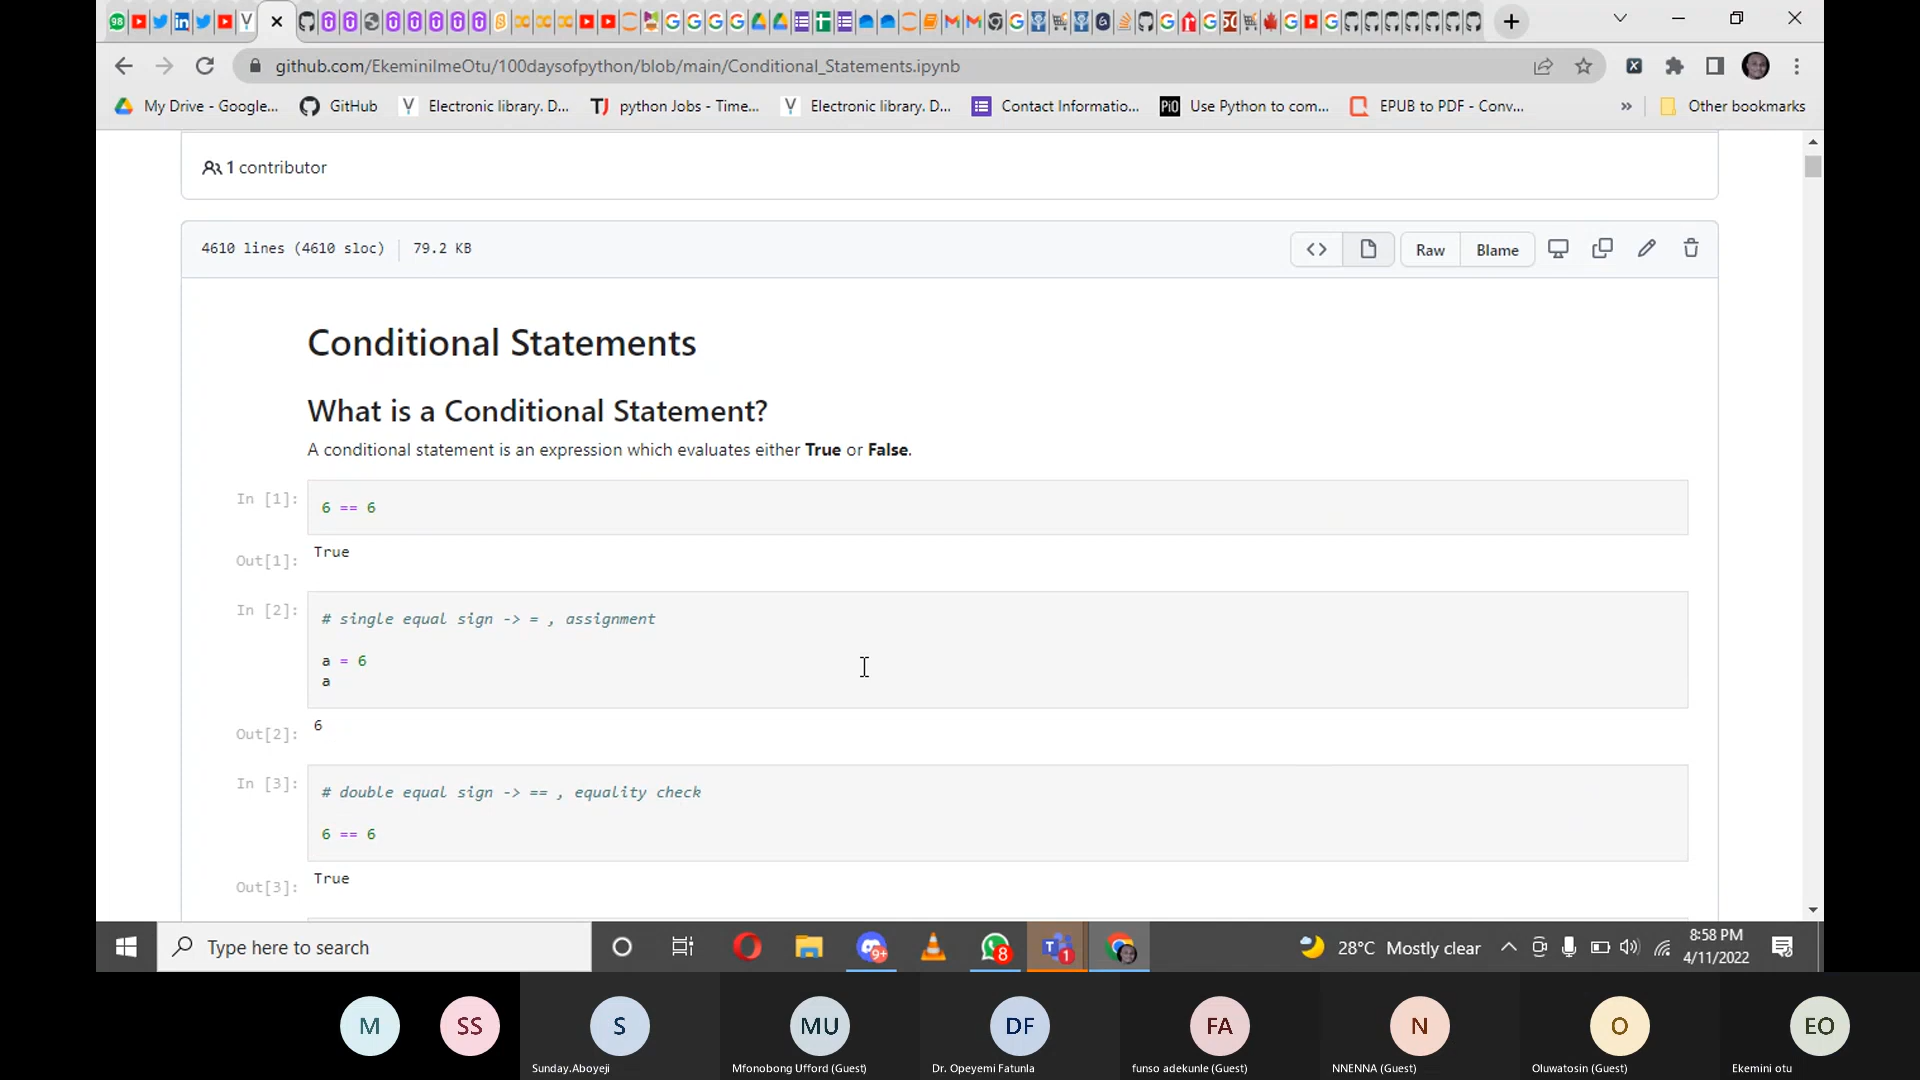 98
github.com/EkeminiImeOtu/100daysofpython/blob/main/Conditional_Statements.ipynb
My Drive - Google... GitHub Electronic library. D... python Jobs - Time... Electronic library. D... Contact Informatio... Use Python to com... EPUB to PDF - Conv... » Other bookmarks
1 contributor
4610 lines (4610 sloc) 79.2 KB <> Raw Blame
Conditional Statements
What is a Conditional Statement?
A conditional statement is an expression which evaluates either True or False.
In [1]: 6 == 6
Out[1]: True
In [2]: # single equal sign -> = , assignment
a = 6
a
Out[2]: 6
In [3]: # double equal sign -> == , equality check
6 == 6
Out[3]: True
Type here to search 9+ 8 1 28°C Mostly clear 8:58 PM
4/11/2022
M SS S MU DF FA N O EO
Sunday.Aboyeji Mfonobong Ufford (Guest) Dr. Opeyemi Fatunla funso adekunle (Guest) NNENNA (Guest) Oluwatosin (Guest) Ekemini otu